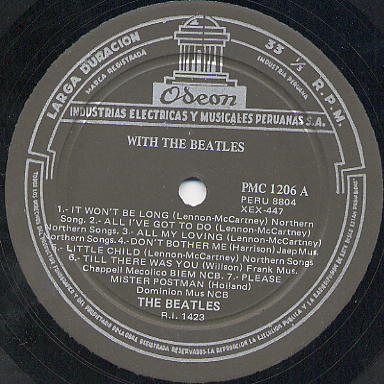 LARGA DURACION
MARCA REGISTRADA
33 ⅓ R.P.M.
INDUSTRIA PERUANA
Odeon
INDUSTRIAS ELECTRICAS Y MUSICALES PERUANAS S.A.
WITH THE BEATLES
PMC 1206 A
PERU 8804
XEX-447
1.- IT WON'T BE LONG (Lennon-McCartney) Northern
Song. 2.- ALL I'VE GOT TO DO (Lennon-McCartney)
Northern Songs. 3.- ALL MY LOVING (Lennon-McCartney)
Northern Songs. 4.- DON'T BOTHER ME (Harrison) Jaep Mus.
5.- LITTLE CHILD (Lennon-McCartney) Northern Songs
6.- TILL THERE WAS YOU (Willson) Frank Mus.
Chappell Mecolico BIEM NCB. 7.- PLEASE
MISTER POSTMAN (Holland)
Dominion Mus NCB
THE BEATLES
R.I. 1423